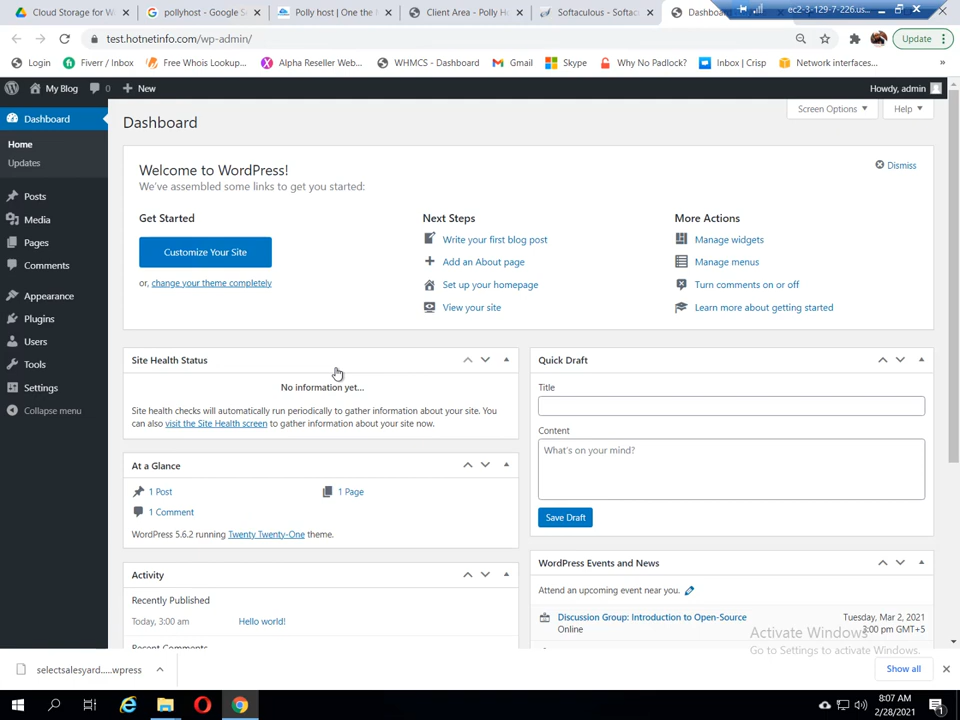 Cloud Storage for W
pollyhost - Google S
Polly host | One the
Client Area - Polly H
Softaculous - Softac
Dashbo
ec2-3-129-7-226.us...
test.hotnetinfo.com/wp-admin/
Update
Login
Fiverr / Inbox
Free Whois Lookup...
Alpha Reseller Web...
WHMCS - Dashboard
Gmail
Skype
Why No Padlock?
Inbox | Crisp
Network interfaces...
»
My Blog
0
New
Howdy, admin
Dashboard
Home
Updates
Posts
Media
Pages
Comments
Appearance
Plugins
Users
Tools
Settings
Collapse menu
Screen Options
Help
Dashboard
Welcome to WordPress!
Dismiss
We've assembled some links to get you started:
Get Started
Customize Your Site
or, change your theme completely
Next Steps
Write your first blog post
Add an About page
Set up your homepage
View your site
More Actions
Manage widgets
Manage menus
Turn comments on or off
Learn more about getting started
Site Health Status
No information yet...
Site health checks will automatically run periodically to gather information about your site. You
can also visit the Site Health screen to gather information about your site now.
At a Glance
1 Post
1 Page
1 Comment
WordPress 5.6.2 running Twenty Twenty-One theme.
Activity
Recently Published
Today, 3:00 am
Hello world!
Recent Comments
Quick Draft
Title
Content
What's on your mind?
Save Draft
WordPress Events and News
Attend an upcoming event near you.
Discussion Group: Introduction to Open-Source
Tuesday, Mar 2, 2021
Online
3:00 pm GMT+5
Activate Windows
Go to Settings to activate Windows.
selectsalesyard.....wpress
Show all
8:07 AM
2/28/2021
1